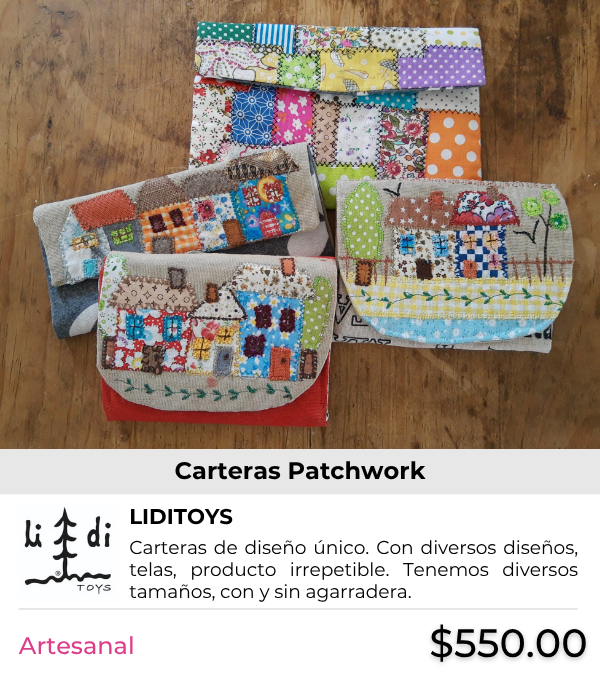 Carteras Patchwork
li di
TOYS
LIDITOYS
Carteras de diseño único. Con diversos diseños,
telas, producto irrepetible. Tenemos diversos
tamaños, con y sin agarradera.
Artesanal
$550.00